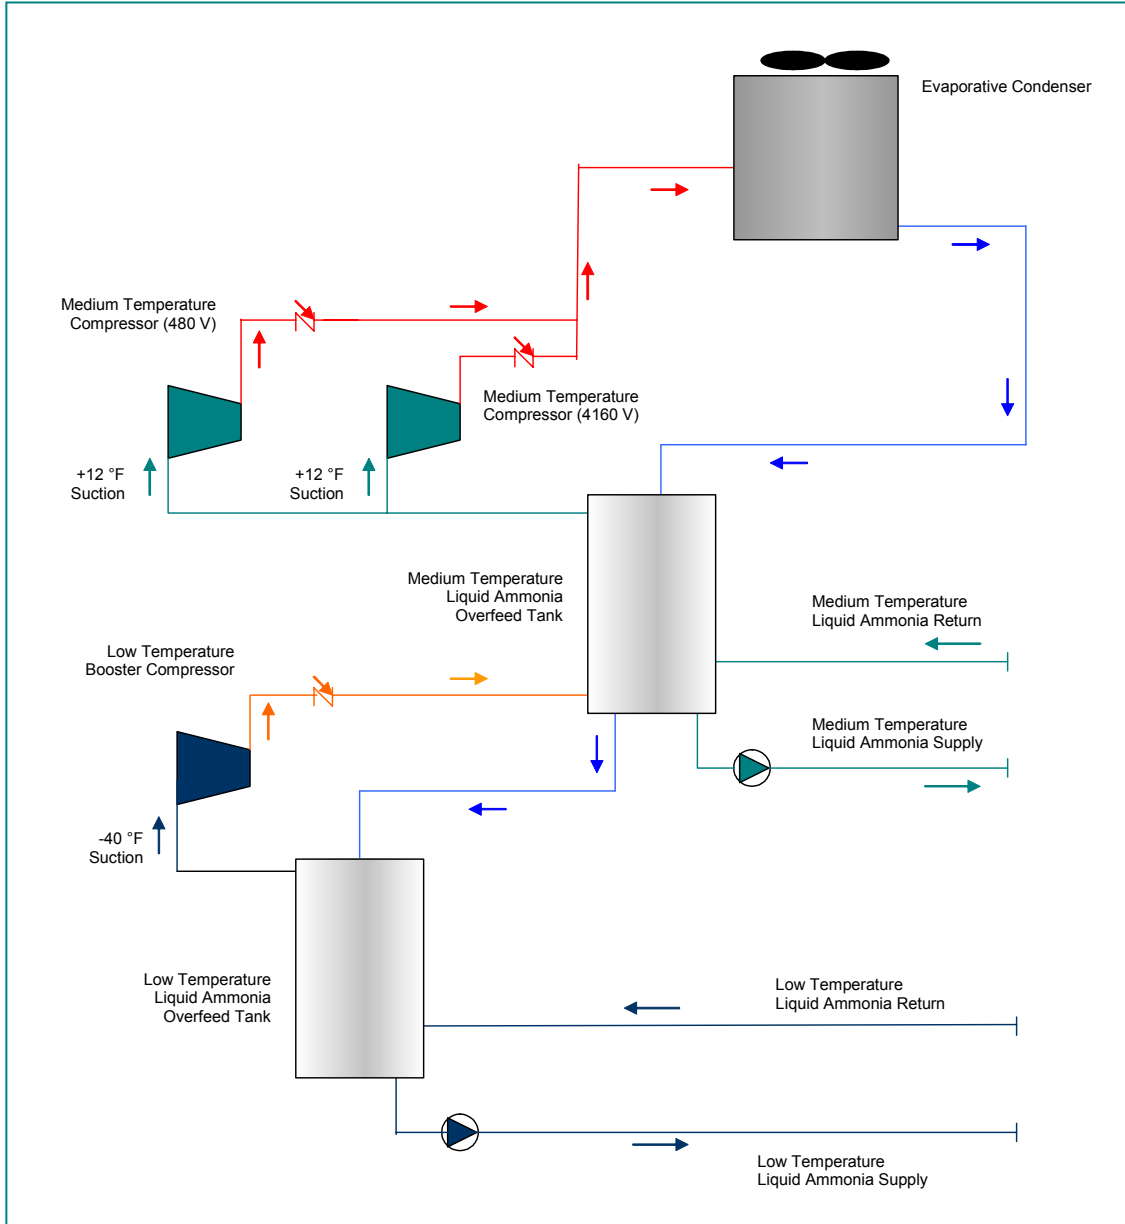 Evaporative Condenser
Medium Temperature
Compressor (480 V)
Medium Temperature
Compressor (4160 V)
+12 °F
Suction
+12 °F
Suction
Medium Temperature
Liquid Ammonia
Overfeed Tank
Medium Temperature
Liquid Ammonia Return
Low Temperature
Booster Compressor
Medium Temperature
Liquid Ammonia Supply
-40 °F
Suction
Low Temperature
Liquid Ammonia
Overfeed Tank
Low Temperature
Liquid Ammonia Return
Low Temperature
Liquid Ammonia Supply